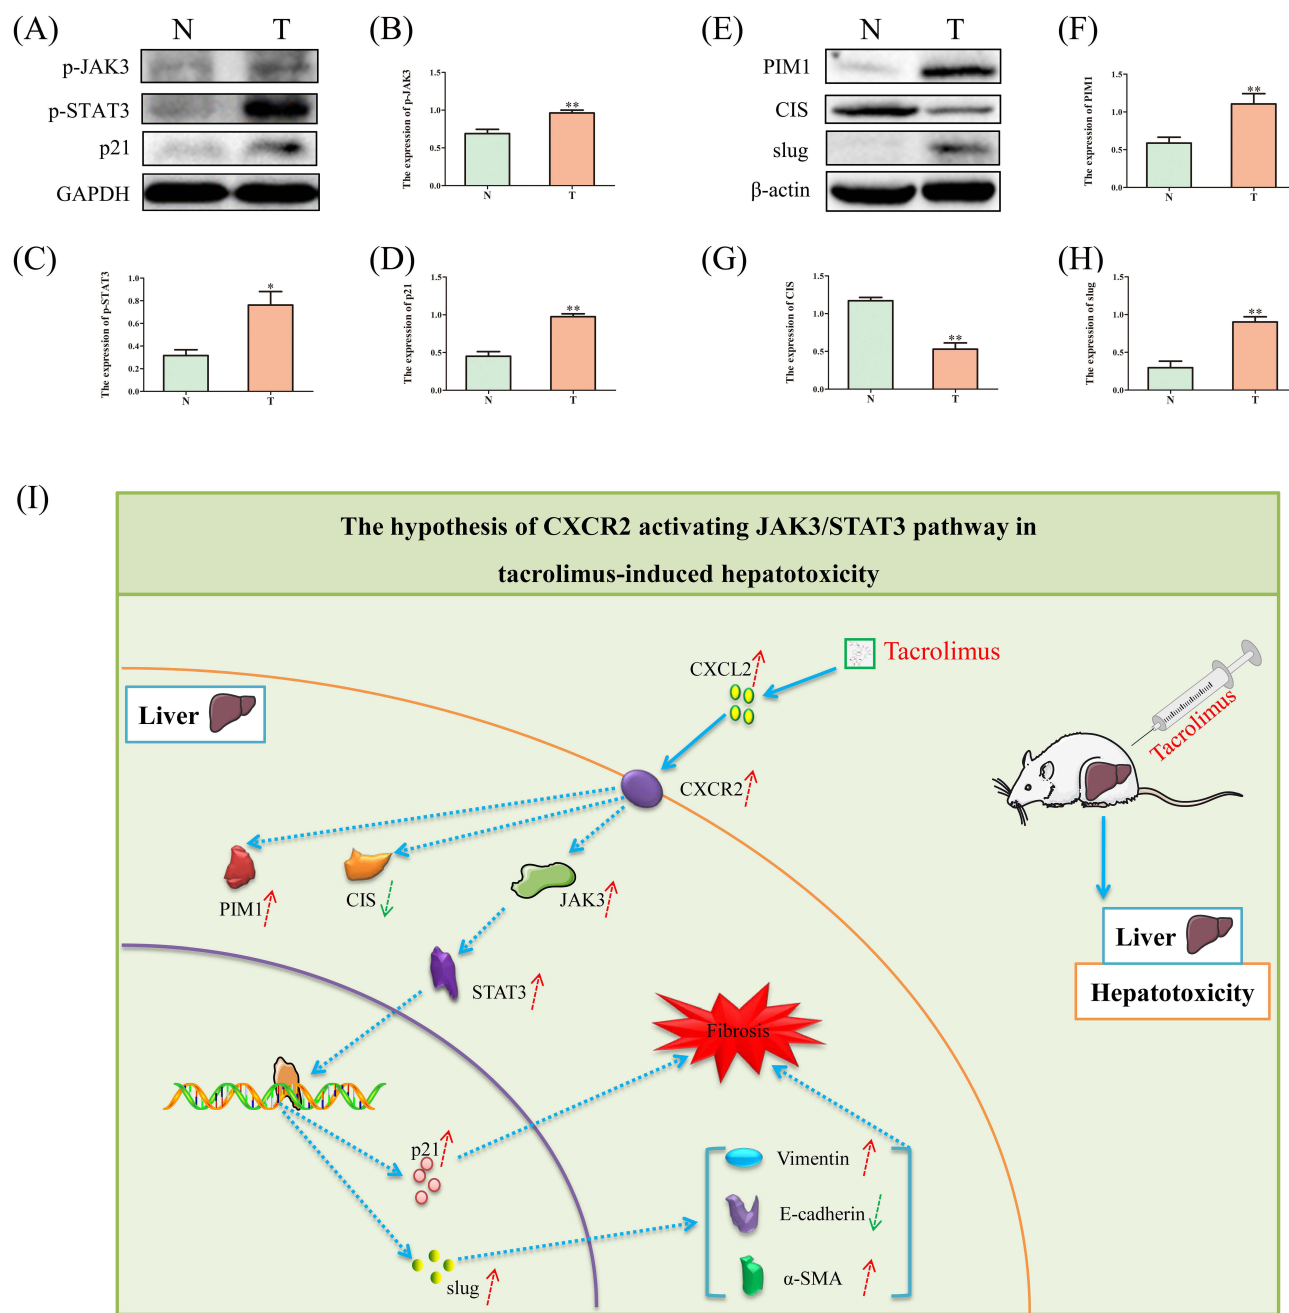 (A)
N T
p-JAK3
p-STAT3
p21
GAPDH
(B)
The expression of p-JAK3
1.5
1.0
0.5
0.0
**
N T
(E)
N T
PIM1
CIS
slug
β-actin
(F)
The expression of PIM1
1.5
1.0
0.5
0.0
**
N T
(C)
The expression of p-STAT3
1.0
0.8
0.6
0.4
0.2
0.0
*
N T
(D)
The expression of p21
1.5
1.0
0.5
0.0
**
N T
(G)
The expression of CIS
1.5
1.0
0.5
0.0
**
N T
(H)
The expression of slug
1.5
1.0
0.5
0.0
**
N T
(I)
The hypothesis of CXCR2 activating JAK3/STAT3 pathway in
tacrolimus-induced hepatotoxicity
Liver
CXCL2
Tacrolimus
Tacrolimus
CXCR2
PIM1
CIS
JAK3
STAT3
Liver
Hepatotoxicity
Fibrosis
p21
Vimentin
E-cadherin
α-SMA
slug